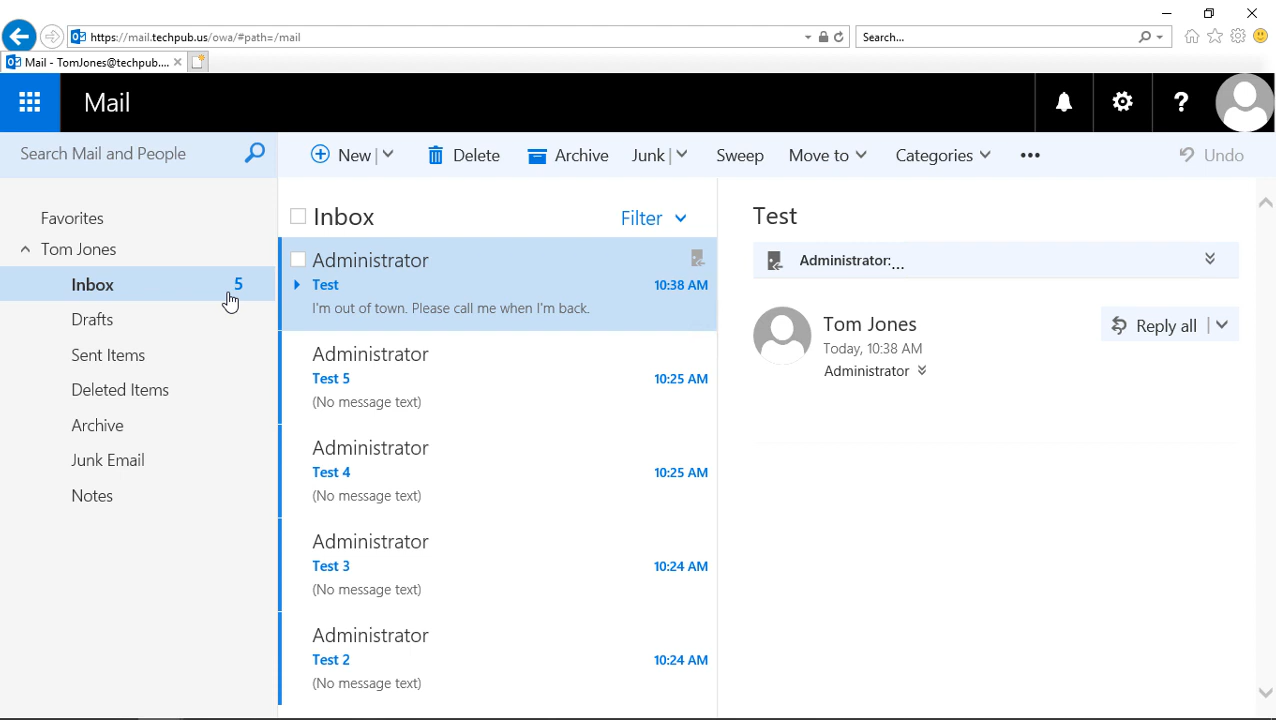 https://mail.techpub.us/owa/#path=/mail
Search...
Mail - TomJones@techpub....
Mail
?
Search Mail and People
New
Delete
Archive
Junk
Sweep
Move to
Categories
•••
Undo
Favorites
Tom Jones
Inbox 5
Drafts
Sent Items
Deleted Items
Archive
Junk Email
Notes
Inbox
Filter
Administrator
Test 10:38 AM
I'm out of town. Please call me when I'm back.
Administrator
Test 5 10:25 AM
(No message text)
Administrator
Test 4 10:25 AM
(No message text)
Administrator
Test 3 10:24 AM
(No message text)
Administrator
Test 2 10:24 AM
(No message text)
Test
Administrator:...
Tom Jones
Today, 10:38 AM
Administrator
Reply all